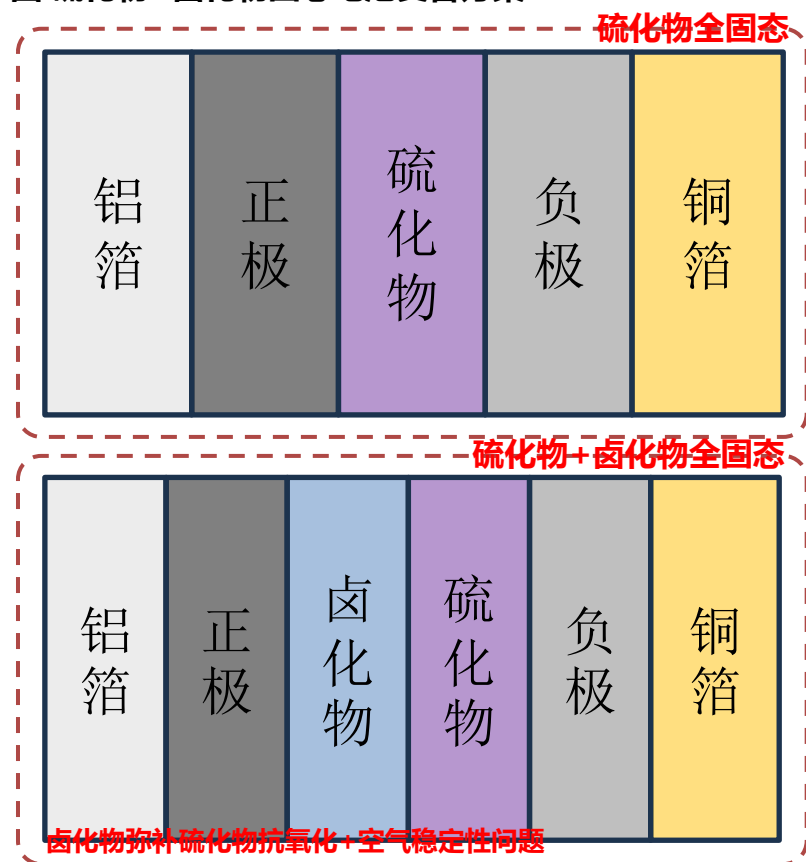 硫化物全固态
铝箔
正极
硫化物
负极
铜箔
硫化物+卤化物全固态
铝箔
正极
卤化物
硫化物
负极
铜箔
卤化物弥补硫化物抗氧化+空气稳定性问题